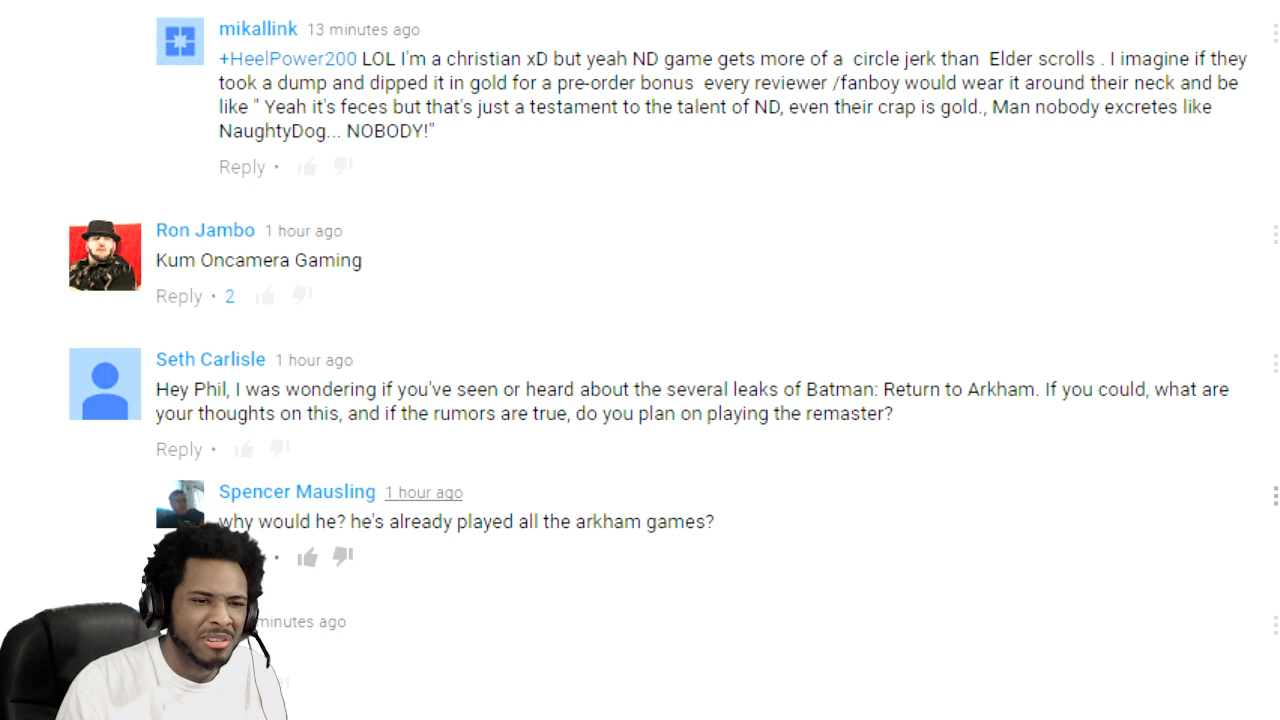 mikallink 13 minutes ago
+HeelPower200 LOL I'm a christian xD but yeah ND game gets more of a circle jerk than Elder scrolls . I imagine if they
took a dump and dipped it in gold for a pre-order bonus every reviewer /fanboy would wear it around their neck and be
like " Yeah it's feces but that's just a testament to the talent of ND, even their crap is gold., Man nobody excretes like
NaughtyDog... NOBODY!"
Reply •
Ron Jambo 1 hour ago
Kum Oncamera Gaming
Reply • 2
Seth Carlisle 1 hour ago
Hey Phil, I was wondering if you've seen or heard about the several leaks of Batman: Return to Arkham. If you could, what are
your thoughts on this, and if the rumors are true, do you plan on playing the remaster?
Reply •
Spencer Mausling 1 hour ago
why would he? he's already played all the arkham games?
•
minutes ago